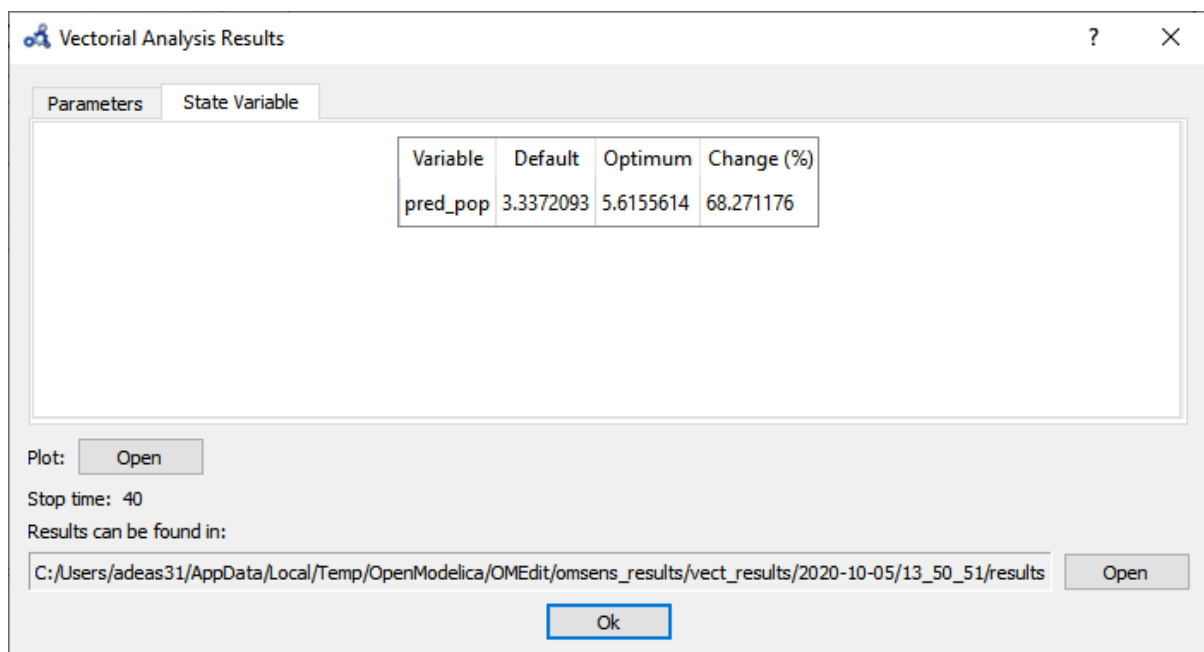 Vectorial Analysis Results ?
Parameters State Variable
Variable Default Optimum Change (%)
pred_pop 3.3372093 5.6155614 68.271176
Plot: Open
Stop time: 40
Results can be found in:
C:/Users/adeas31/AppData/Local/Temp/OpenModelica/OMEdit/omsens_results/vect_results/2020-10-05/13_50_51/results Open
Ok